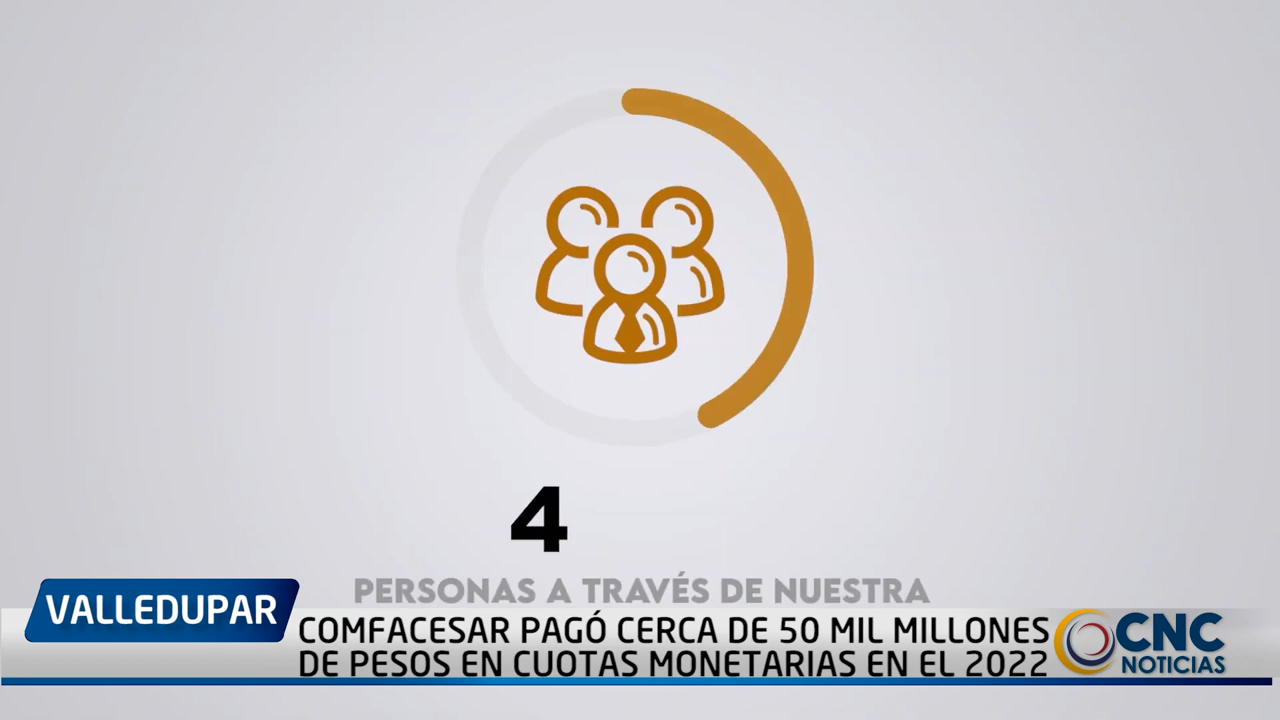 4
PERSONAS A TRAVÉS DE NUESTRA
VALLEDUPAR
COMFACESAR PAGÓ CERCA DE 50 MIL MILLONES
DE PESOS EN CUOTAS MONETARIAS EN EL 2022
CNC
NOTICIAS